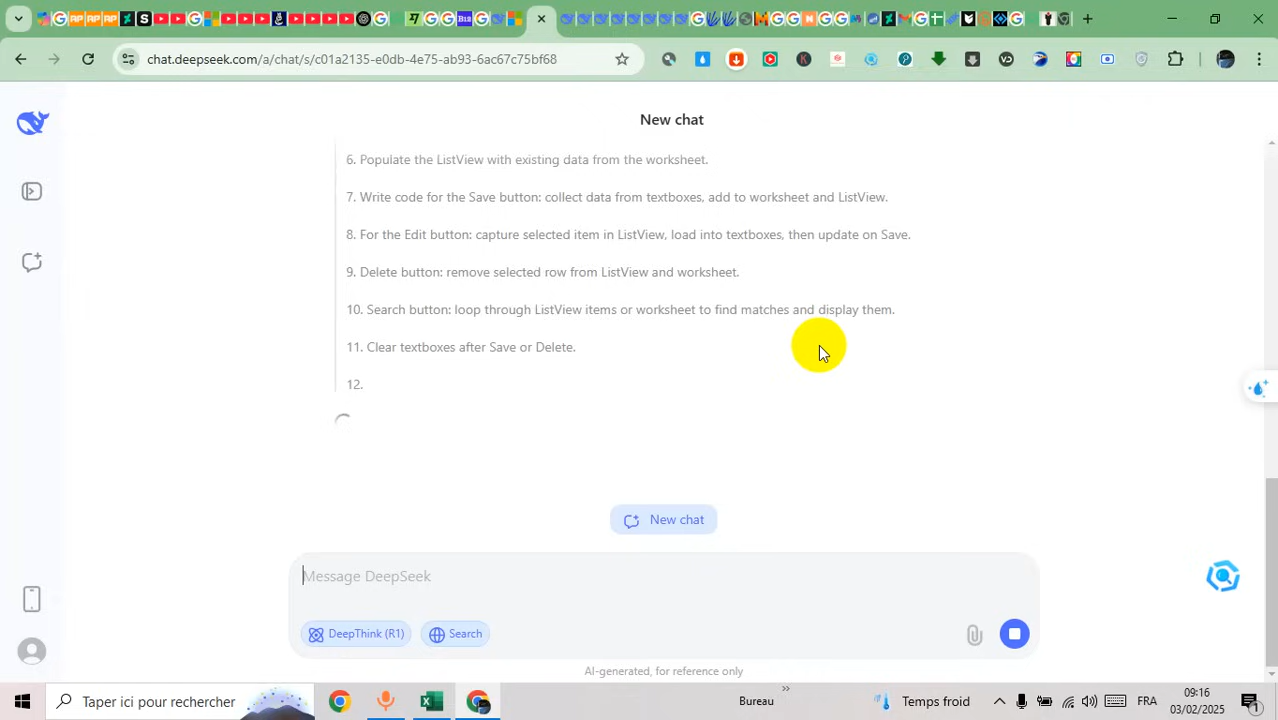 chat.deepseek.com/a/chat/s/c01a2135-e0db-4e75-ab93-6ac67c75bf68
New chat
6. Populate the ListView with existing data from the worksheet.
7. Write code for the Save button: collect data from textboxes, add to worksheet and ListView.
8. For the Edit button: capture selected item in ListView, load into textboxes, then update on Save.
9. Delete button: remove selected row from ListView and worksheet.
10. Search button: loop through ListView items or worksheet to find matches and display them.
11. Clear textboxes after Save or Delete.
12.
New chat
Message DeepSeek
DeepThink (R1) Search
AI-generated, for reference only
Taper ici pour rechercher
Bureau
»
Temps froid
FRA
09:16
03/02/2025